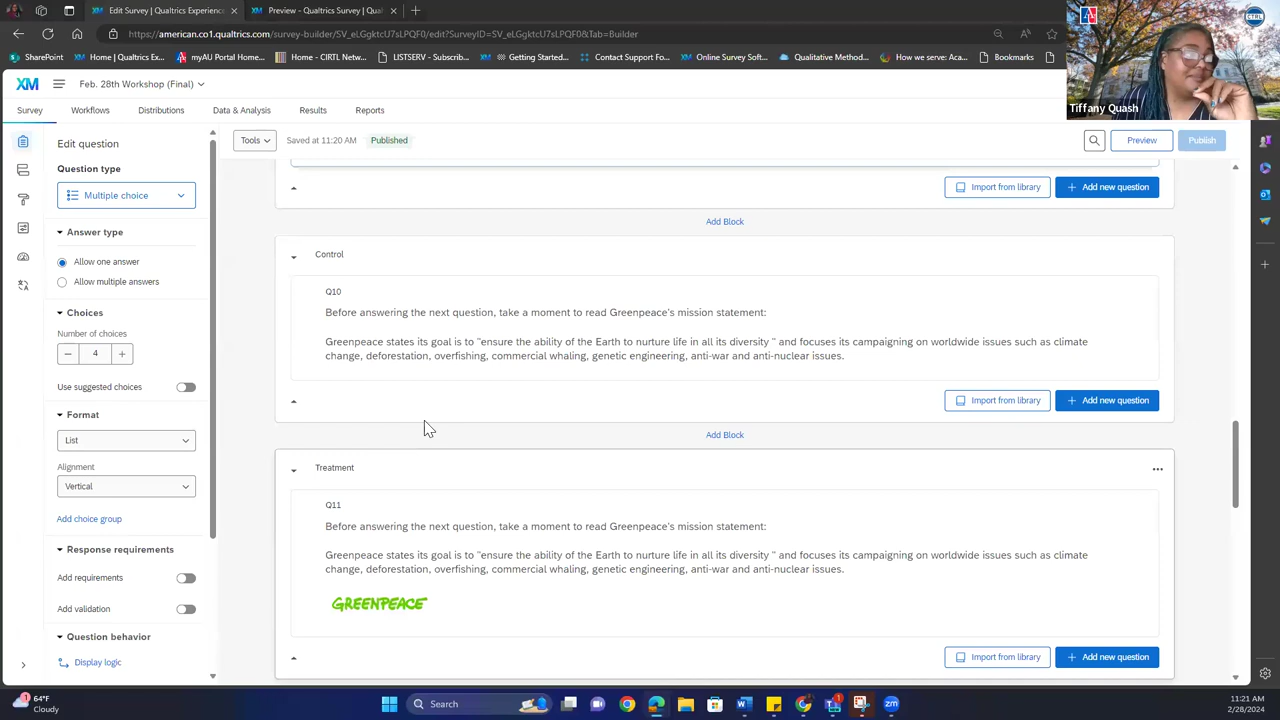 Edit Survey | Qualtrics Experience
Preview - Qualtrics Survey | Qual
https://american.co1.qualtrics.com/survey-builder/SV_eLGgktcU7sLPQF0/edit?SurveyID=SV_eLGgktcU7sLPQF0&Tab=Builder
SharePoint
Home | Qualtrics Ex...
myAU Portal Home...
Home - CIRTL Netw...
LISTSERV - Subscrib...
Getting Started...
Contact Support Fo...
Online Survey Soft...
Qualitative Method...
How we serve: Aca...
Bookmarks
CTRL
Tiffany Quash
XM
Feb. 28th Workshop (Final)
Survey
Workflows
Distributions
Data & Analysis
Results
Reports
Edit question
Question type
Multiple choice
Answer type
Allow one answer
Allow multiple answers
Choices
Number of choices
4
Use suggested choices
Format
List
Alignment
Vertical
Add choice group
Response requirements
Add requirements
Add validation
Question behavior
Display logic
Tools
Saved at 11:20 AM
Published
Preview
Publish
Import from library
Add new question
Add Block
Control
Q10
Before answering the next question, take a moment to read Greenpeace's mission statement:
Greenpeace states its goal is to "ensure the ability of the Earth to nurture life in all its diversity " and focuses its campaigning on worldwide issues such as climate
change, deforestation, overfishing, commercial whaling, genetic engineering, anti-war and anti-nuclear issues.
Import from library
Add new question
Add Block
Treatment
Q11
Before answering the next question, take a moment to read Greenpeace's mission statement:
Greenpeace states its goal is to "ensure the ability of the Earth to nurture life in all its diversity " and focuses its campaigning on worldwide issues such as climate
change, deforestation, overfishing, commercial whaling, genetic engineering, anti-war and anti-nuclear issues.
GREENPEACE
Import from library
Add new question
64°F
Cloudy
Search
11:21 AM
2/28/2024